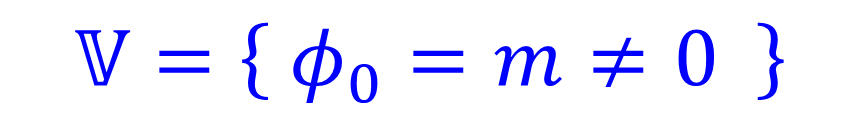 𝕍 = { 𝜙₀ = 𝑚 ≠ 0 }